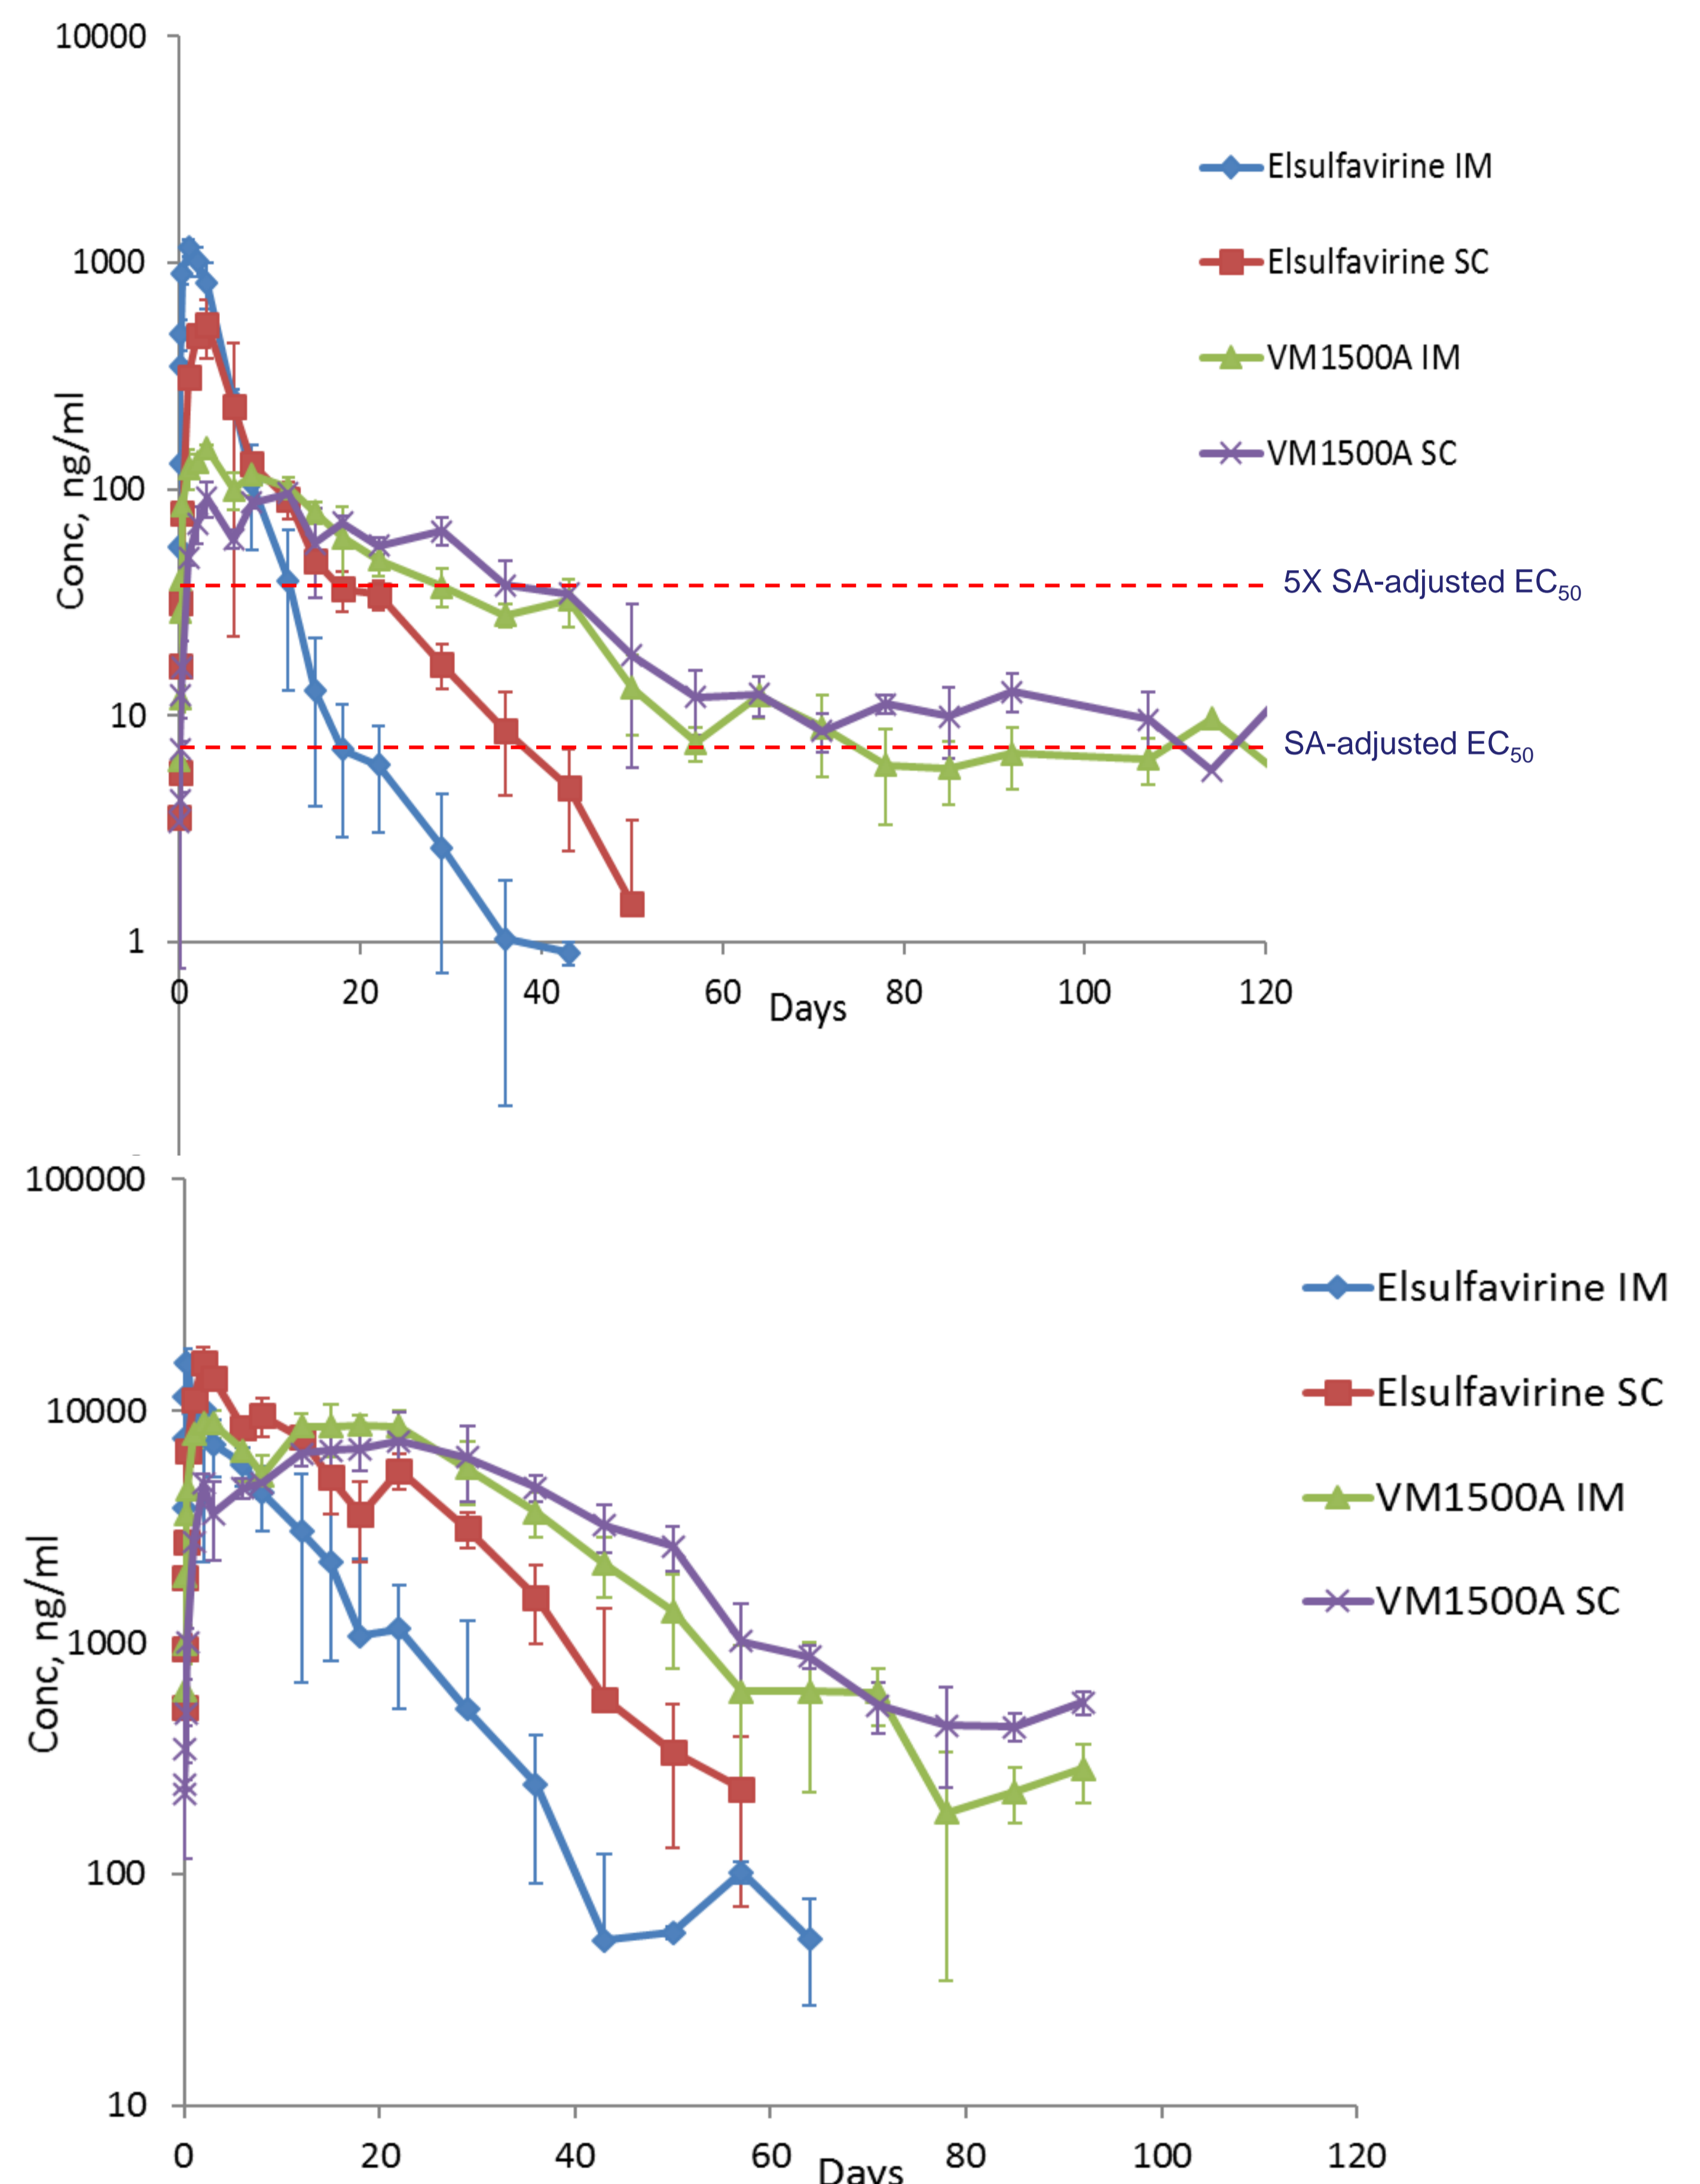 10000
1000
100
10
1
Conc, ng/ml
0 20 40 60 80 100 120
Days
Elsulfavirine IM
Elsulfavirine SC
VM1500A IM
VM1500A SC
5X SA-adjusted EC50
SA-adjusted EC50
100000
10000
1000
100
10
Conc, ng/ml
0 20 40 60 80 100 120
Days
Elsulfavirine IM
Elsulfavirine SC
VM1500A IM
VM1500A SC